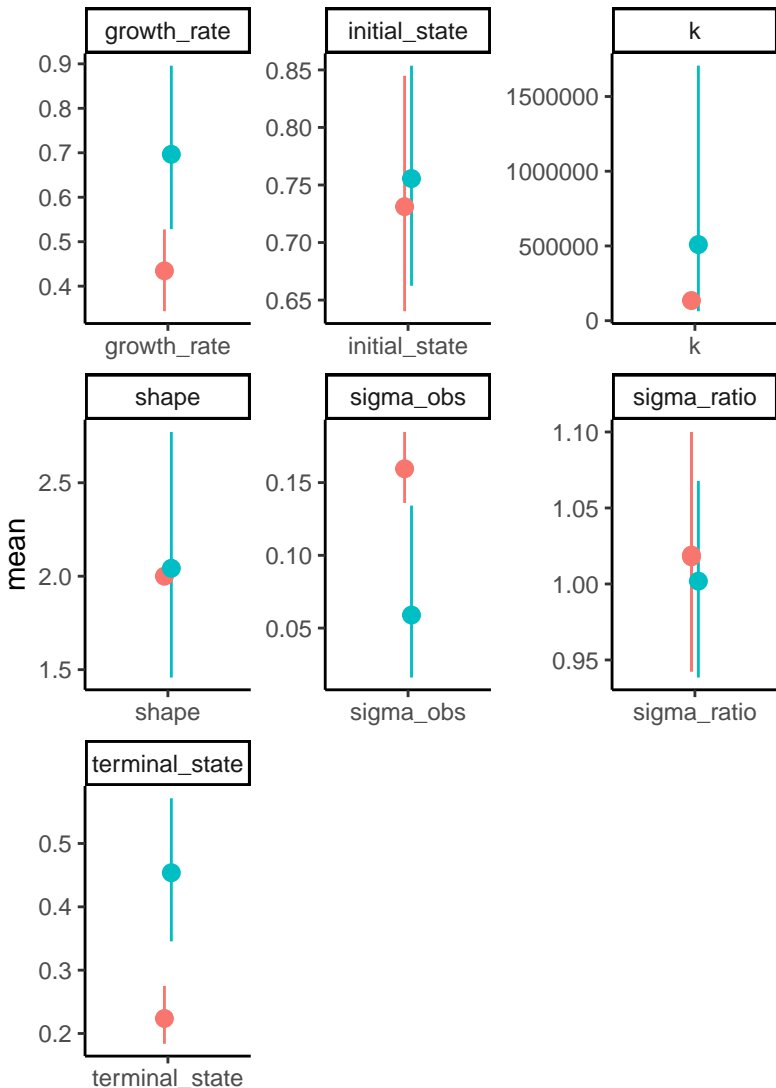 growth_rate
initial_state
k
0.9
0.8
0.7
0.6
0.5
0.4
0.85
0.80
0.75
0.70
0.65
1500000
1000000
500000
0
growth_rate
initial_state
k
shape
sigma_obs
sigma_ratio
mean
2.5
2.0
1.5
0.15
0.10
0.05
1.10
1.05
1.00
0.95
shape
sigma_obs
sigma_ratio
terminal_state
0.5
0.4
0.3
0.2
terminal_state